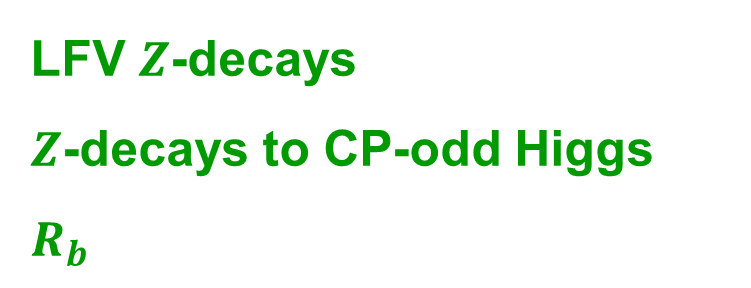 LFV Z-decays
Z-decays to CP-odd Higgs
R_b